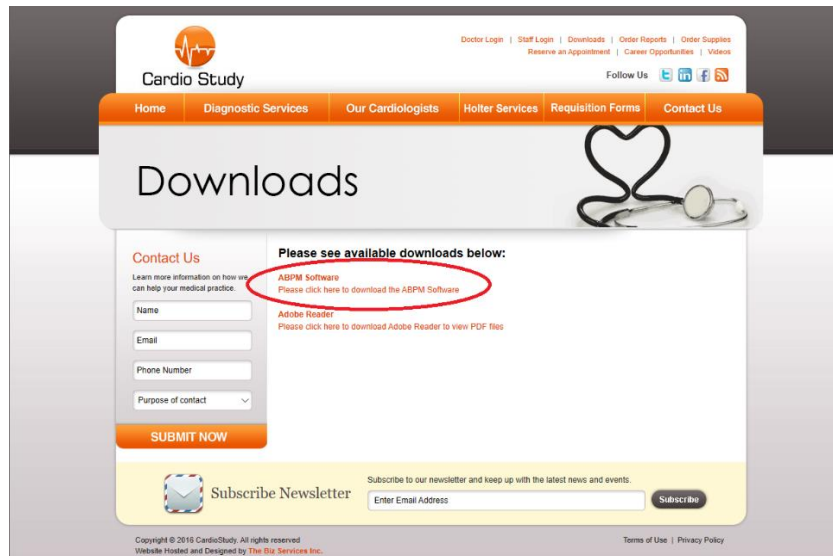 Doctor Login | Staff Login | Downloads | Order Reports | Order Supplies
Reserve an Appointment | Career Opportunities | Videos
Follow Us
Cardio Study
Home Diagnostic Services Our Cardiologists Holter Services Requisition Forms Contact Us
Downloads
Contact Us
Learn more information on how we
can help your medical practice.
Name
Email
Phone Number
Purpose of contact
SUBMIT NOW
Please see available downloads below:
ABPM Software
Please click here to download the ABPM Software
Adobe Reader
Please click here to download Adobe Reader to view PDF files
Subscribe Newsletter
Subscribe to our newsletter and keep up with the latest news and events.
Enter Email Address
Subscribe
Copyright © 2016 CardioStudy. All rights reserved
Website Hosted and Designed by The Biz Services Inc.
Terms of Use | Privacy Policy